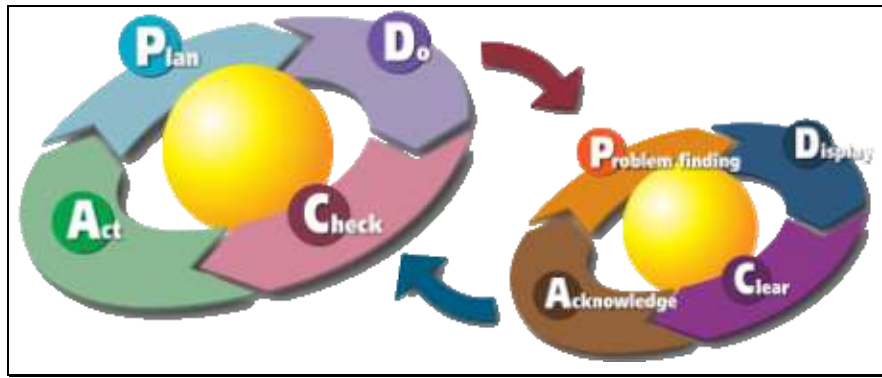 Plan
Do
Check
Act
Problem finding
Display
Clear
Acknowledge